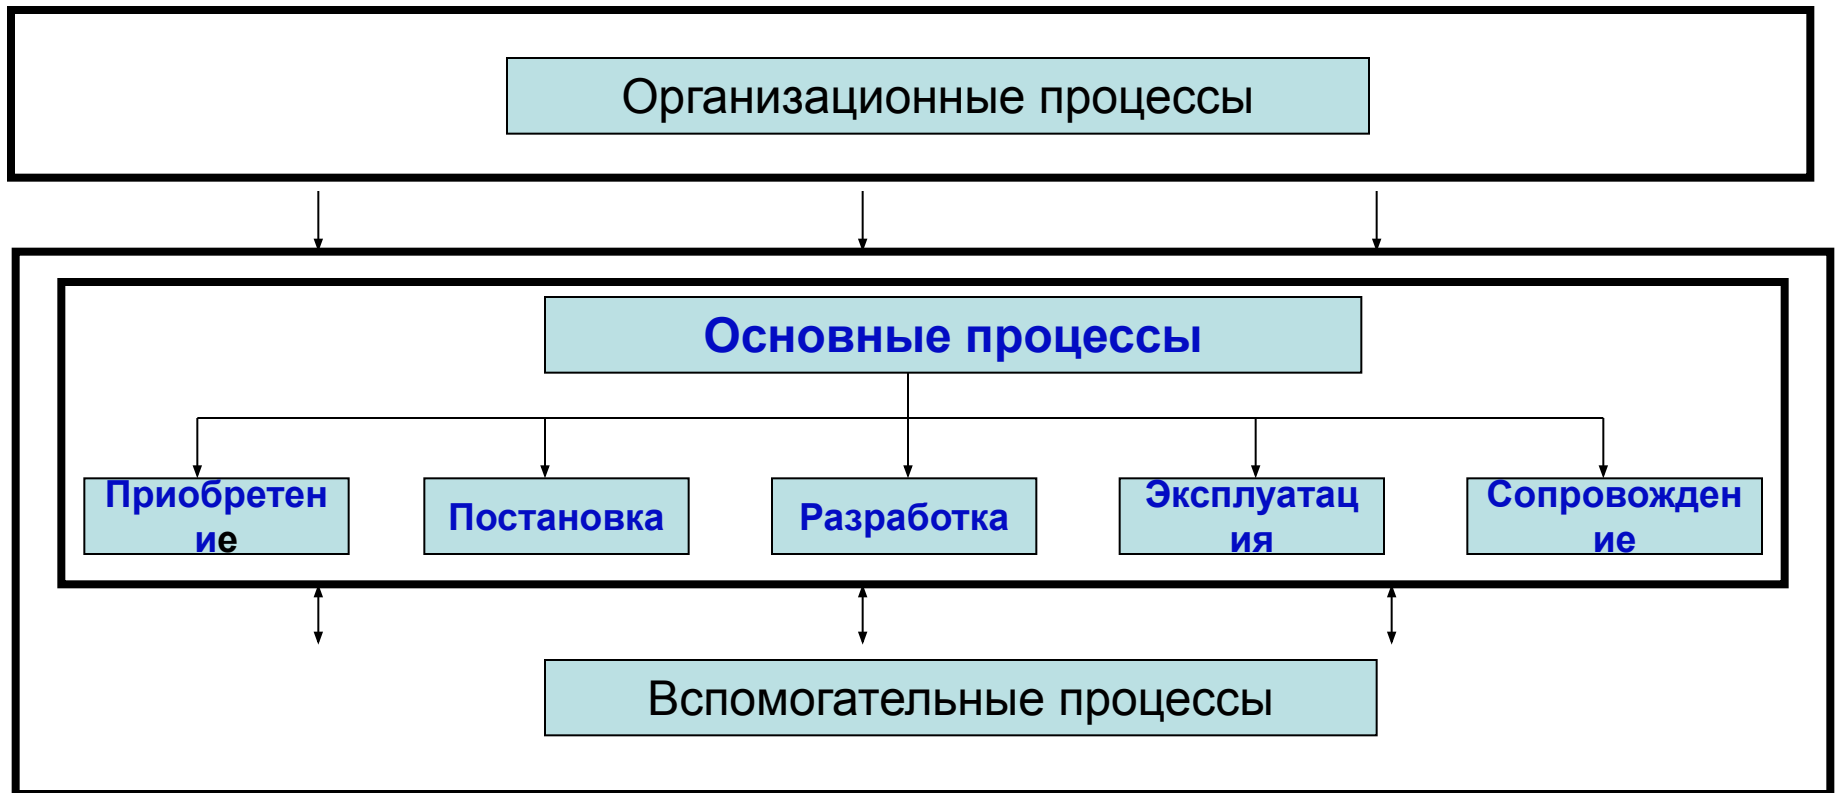 Организационные процессы
Основные процессы
Приобретен
ие
Постановка
Разработка
Эксплуатац
ия
Сопровожден
ие
Вспомогательные процессы